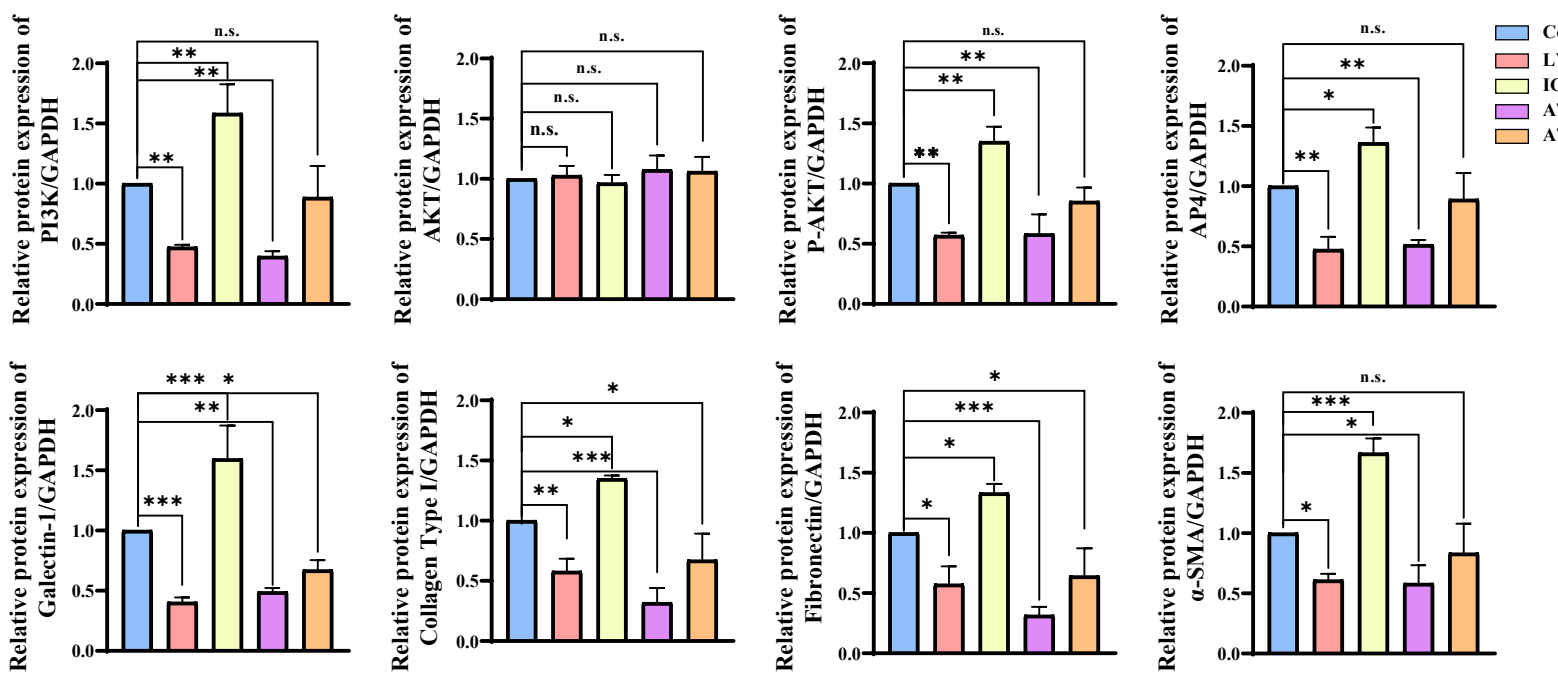 Relative protein expression of
PI3K/GAPDH
2.0
1.5
1.0
0.5
0.0
n.s.
**
**
**
Relative protein expression of
AKT/GAPDH
2.0
1.5
1.0
0.5
0.0
n.s.
n.s.
n.s.
n.s.
Relative protein expression of
P-AKT/GAPDH
2.0
1.5
1.0
0.5
0.0
n.s.
**
**
**
Relative protein expression of
AP4/GAPDH
2.0
1.5
1.0
0.5
0.0
n.s.
**
*
**
Relative protein expression of
Galectin-1/GAPDH
2.0
1.5
1.0
0.5
0.0
*** *
**
***
Relative protein expression of
Collagen Type I/GAPDH
2.0
1.5
1.0
0.5
0.0
*
*
***
**
Relative protein expression of
Fibronectin/GAPDH
2.0
1.5
1.0
0.5
0.0
*
***
*
*
Relative protein expression of
α-SMA/GAPDH
2.0
1.5
1.0
0.5
0.0
n.s.
***
*
*